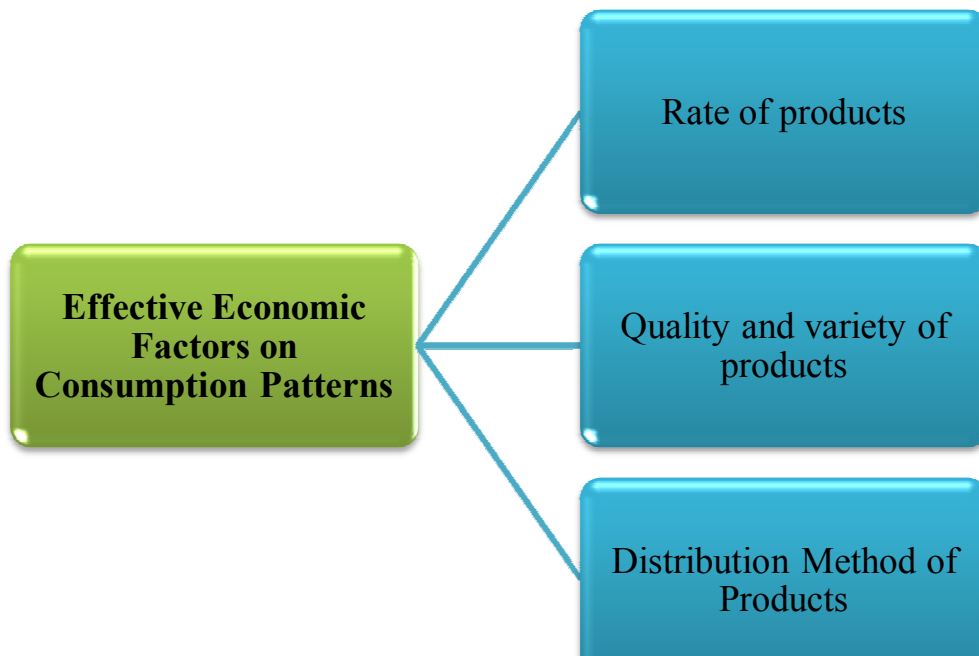 Rate of products
Effective Economic
Factors on
Consumption Patterns
Quality and variety of
products
Distribution Method of
Products